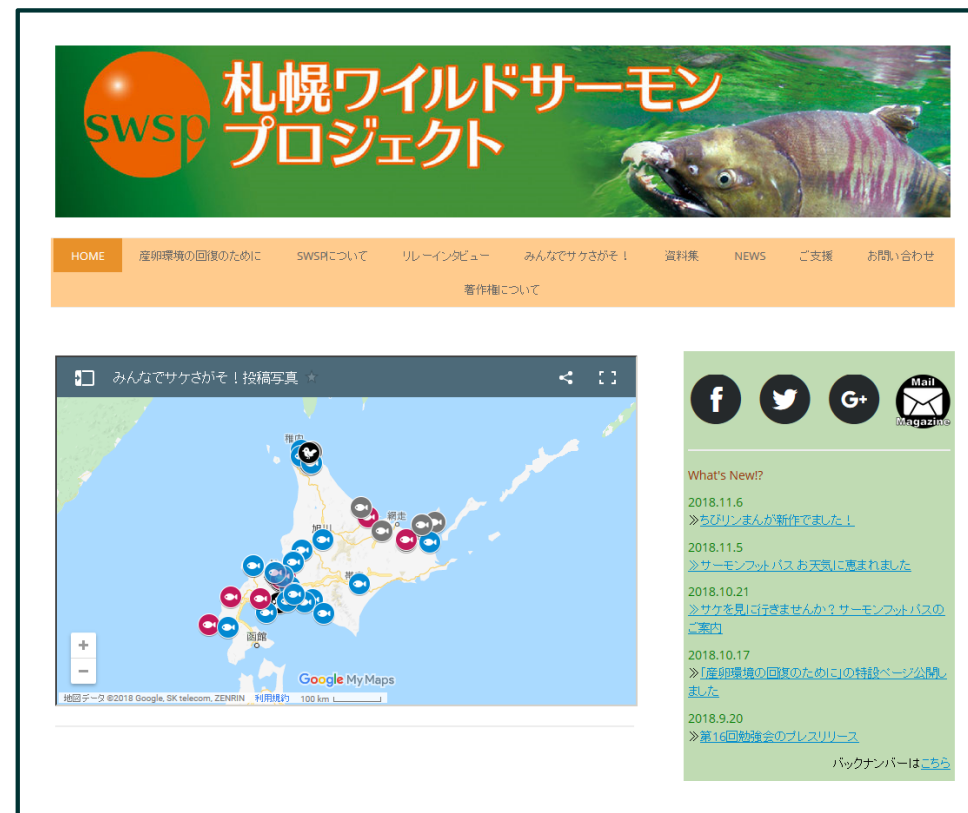 swsp
札幌ワイルドサーモン
プロジェクト
HOME 産卵環境の回復のために SWSPについて リレーインタビュー みんなでサケさがそ！ 資料集 NEWS ご支援 お問い合わせ
著作権について
みんなでサケさがそ！投稿写真
稚内
網走
旭川
帯
函館
+
−
Google My Maps
地図データ ©2018 Google, SK telecom, ZENRIN 利用規約 100 km
f
G+
Mail
Magazine
What's New!?
2018.11.6
≫ちびリンまんが新作でました！
2018.11.5
≫サーモンフットパス お天気に恵まれました
2018.10.21
≫サケを見に行きませんか？サーモンフットパスの
ご案内
2018.10.17
≫「産卵環境の回復のために」の特設ページ公開し
ました
2018.9.20
≫第16回勉強会のプレスリリース
バックナンバーはこちら